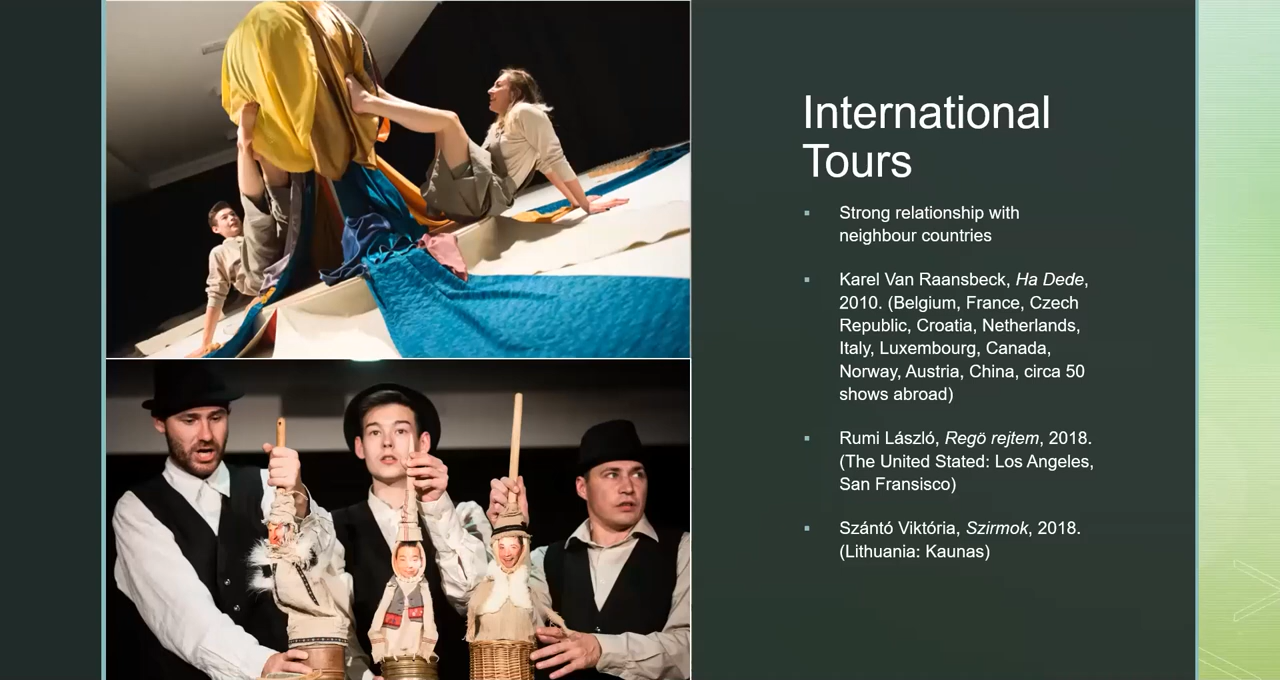 International
Tours
Strong relationship with
neighbour countries
Karel Van Raansbeck, Ha Dede,
2010. (Belgium, France, Czech
Republic, Croatia, Netherlands,
Italy, Luxembourg, Canada,
Norway, Austria, China, circa 50
shows abroad)
Rumi László, Regö rejtem, 2018.
(The United Stated: Los Angeles,
San Fransisco)
Szántó Viktória, Szirmok, 2018.
(Lithuania: Kaunas)